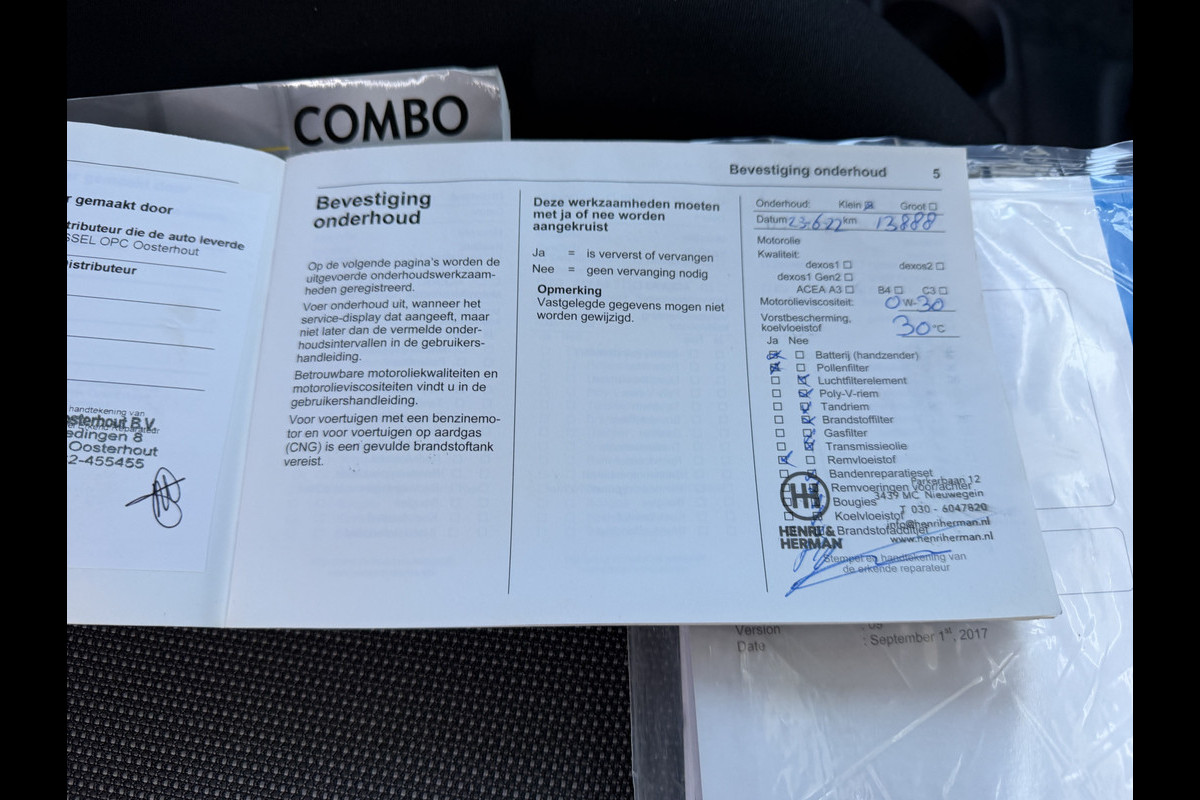 COMBO
r gemaakt door
tributeur die de auto leverde
SSEL OPC Oosterhout
istributeur
handtekening van
osterhout B.V.
edingen 8
Oosterhout
2-455455
Bevestiging onderhoud 5
Bevestiging
onderhoud
Op de volgende pagina's worden de
uitgevoerde onderhoudswerkzaam-
heden geregistreerd.
Voer onderhoud uit, wanneer het
service-display dat aangeeft, maar
niet later dan de vermelde onder-
houdsintervallen in de gebruikers-
handleiding.
Betrouwbare motoroliekwaliteiten en
motorolieviscositeiten vindt u in de
gebruikershandleiding.
Voor voertuigen met een benzinemo-
tor en voor voertuigen op aardgas
(CNG) is een gevulde brandstoftank
vereist.
Deze werkzaamheden moeten
met ja of nee worden
aangekruist
Ja = is ververst of vervangen
Nee = geen vervanging nodig
Opmerking
Vastgelegde gegevens mogen niet
worden gewijzigd.
Onderhoud: Klein Groot
Datum 23-6-22 km 13888
Motorolie
Kwaliteit:
dexos1 dexos2
dexos1 Gen2
ACEA A3 B4 C3
Motorolieviscositeit: 0W-30
Vorstbescherming,
koelvloeistof 30 °C
Ja Nee
Batterij (handzender)
Pollenfilter
Luchtfilterelement
Poly-V-riem
Tandriem
Brandstoffilter
Gasfilter
Transmissieolie
Remvloeistof
Bandenreparatieset
Remvoeringen voor/achter
Bougies
Koelvloeistof
Brandstofadditief
HENRI &
HERMAN
Parkerbaan 12
3439 MC Nieuwegein
T 030 - 6047820
info@henriherman.nl
www.henriherman.nl
Stempel en handtekening van
de erkende reparateur
Version
Date : September 1st, 2017